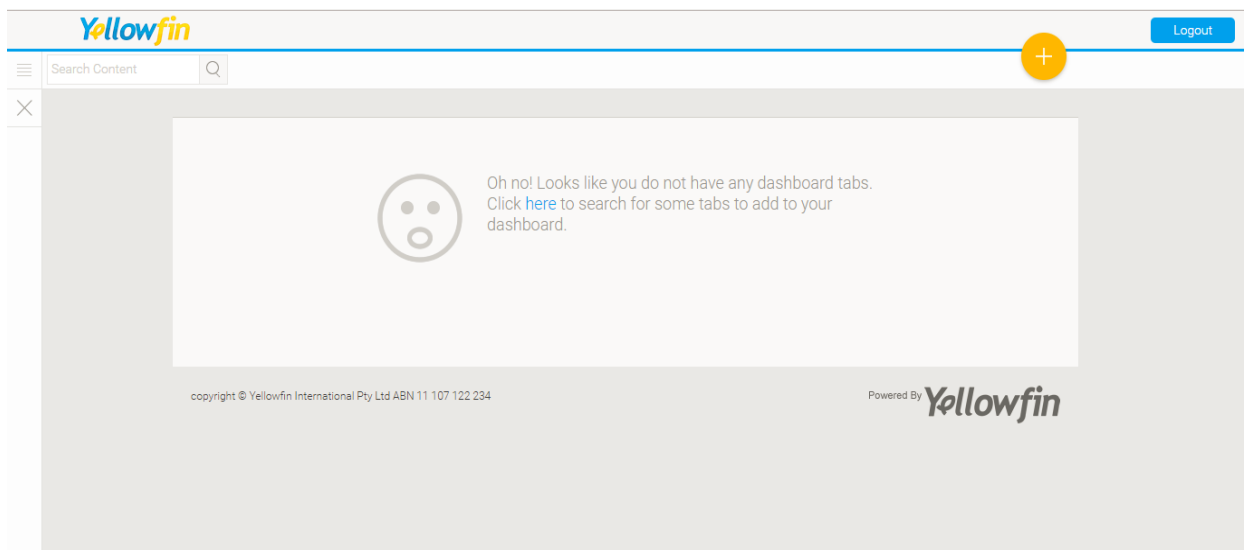 Yellowfin
Logout
Search Content
+
Oh no! Looks like you do not have any dashboard tabs.
Click here to search for some tabs to add to your
dashboard.
copyright © Yellowfin International Pty Ltd ABN 11 107 122 234
Powered By Yellowfin